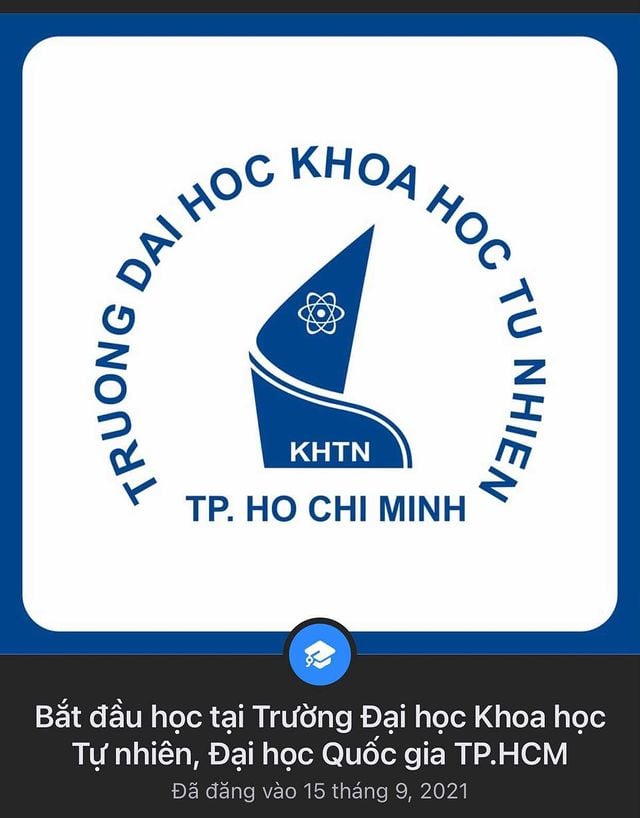 TRUONG DAI HOC KHOA HOC TU NHIEN
KHTN
TP. HO CHI MINH
Bắt đầu học tại Trường Đại học Khoa học
Tự nhiên, Đại học Quốc gia TP.HCM
Đã đăng vào 15 tháng 9, 2021